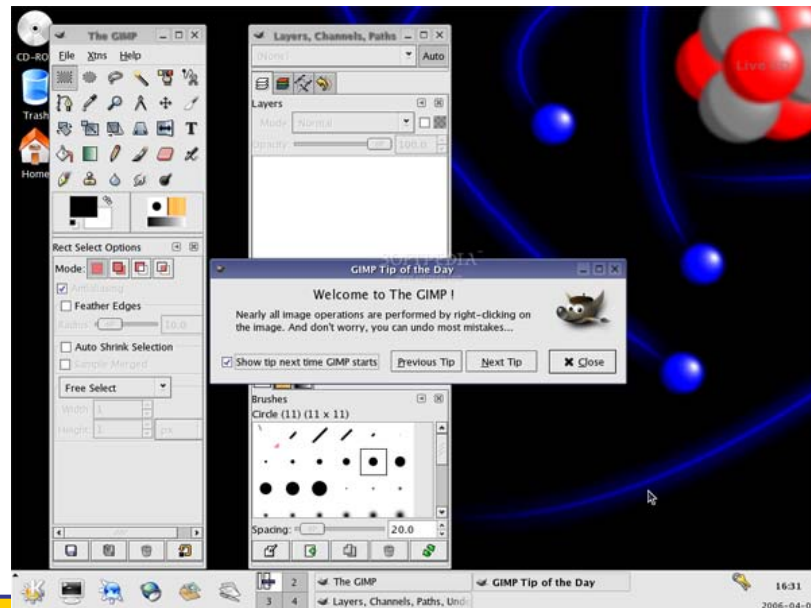 The GIMP
File Xtns Help
Rect Select Options
Mode:
Antialiasing
Feather Edges
Radius: 10.0
Auto Shrink Selection
Sample Merged
Free Select
Width: 1
Height: 1 px
CD-RO
Trash
Home
Layers, Channels, Paths
(None) Auto
Layers
Mode: Normal
Opacity: 100.0
Live
SOFTPEDIA
GIMP Tip of the Day
Welcome to The GIMP !
Nearly all image operations are performed by right-clicking on
the image. And don't worry, you can undo most mistakes...
Show tip next time GIMP starts Previous Tip Next Tip Close
Brushes
Circle (11) (11 x 11)
Spacing: 20.0
2 The GIMP GIMP Tip of the Day
3 4 Layers, Channels, Paths, Und
16:31
2006-04-0